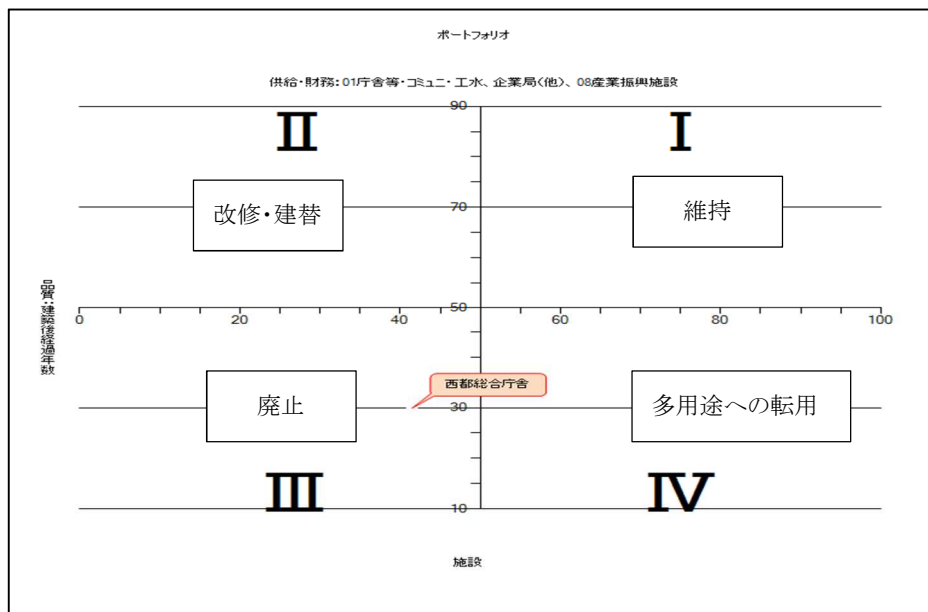 ポートフォリオ
供給・財務：01庁舎等・コミュニ・工水、企業局（他）、08産業振興施設
90
II
I
改修・建替
70
維持
品質：建築後経過年数
50
0
20
40
60
80
100
西都総合庁舎
廃止
30
多用途への転用
III
IV
10
施設